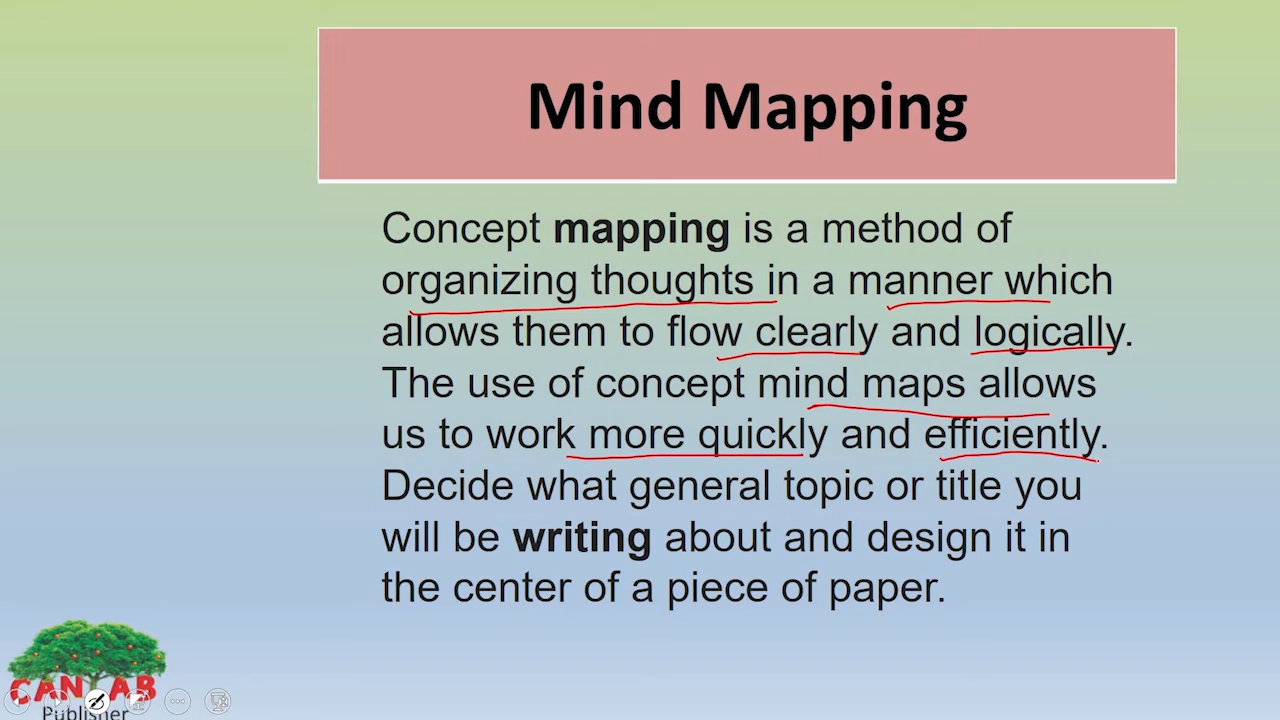 Mind Mapping
Concept mapping is a method of
organizing thoughts in a manner which
allows them to flow clearly and logically.
The use of concept mind maps allows
us to work more quickly and efficiently.
Decide what general topic or title you
will be writing about and design it in
the center of a piece of paper.
CANTAB
Publisher